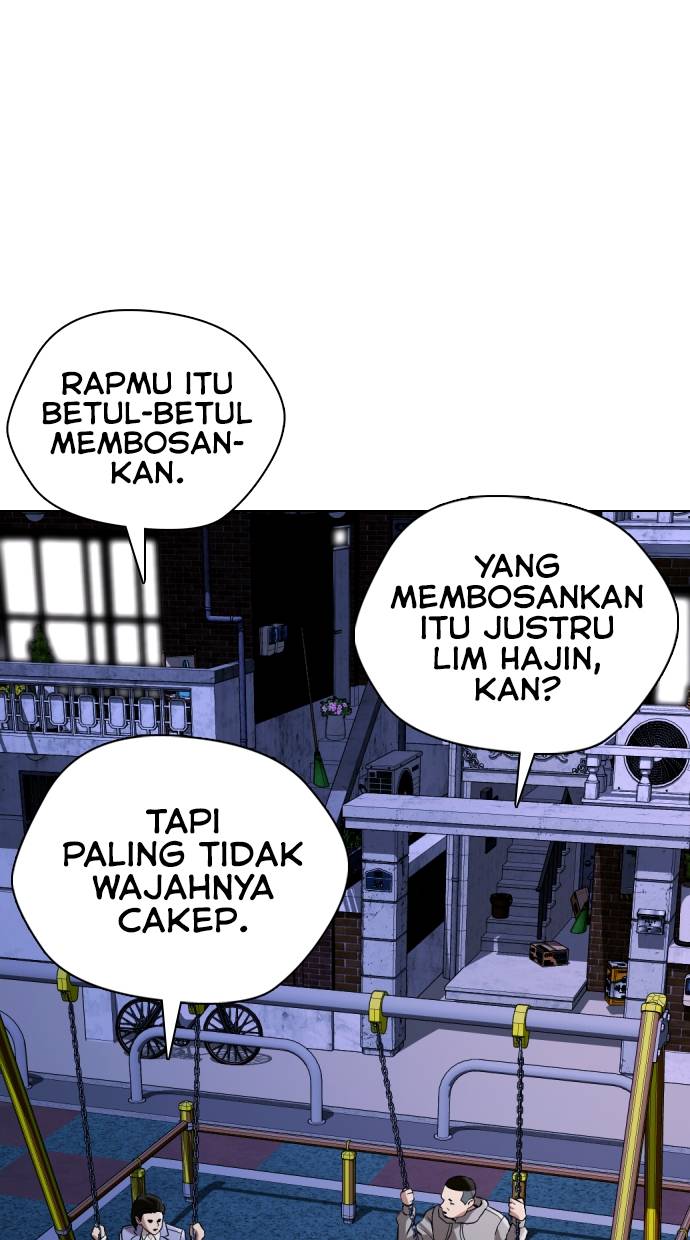 RAPMU ITU
BETUL-BETUL
MEMBOSAN-
KAN.
YANG
MEMBOSANKAN
ITU JUSTRU
LIM HAJIN,
KAN?
TAPI
PALING TIDAK
WAJAHNYA
CAKEP.